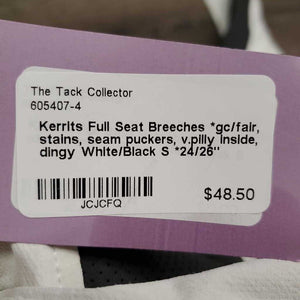 The Tack Collector
605407-4
KerrIts Full Seat Breeches *gc/fair,
stains, seam puckers, v.pilly inside,
dingy White/Black S *24/26"
$48.50
JCJCFQ